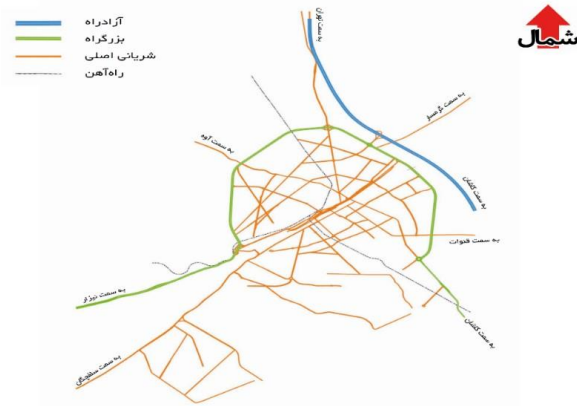 آزادراه
بزرگراه
شریانی اصلی
راه‌آهن
شمال
به سمت تهران
به سمت گرمسار
به سمت آوه
به سمت کاشان
به سمت قنوات
به سمت نیزار
به سمت کاشان
به سمت سلفچگان